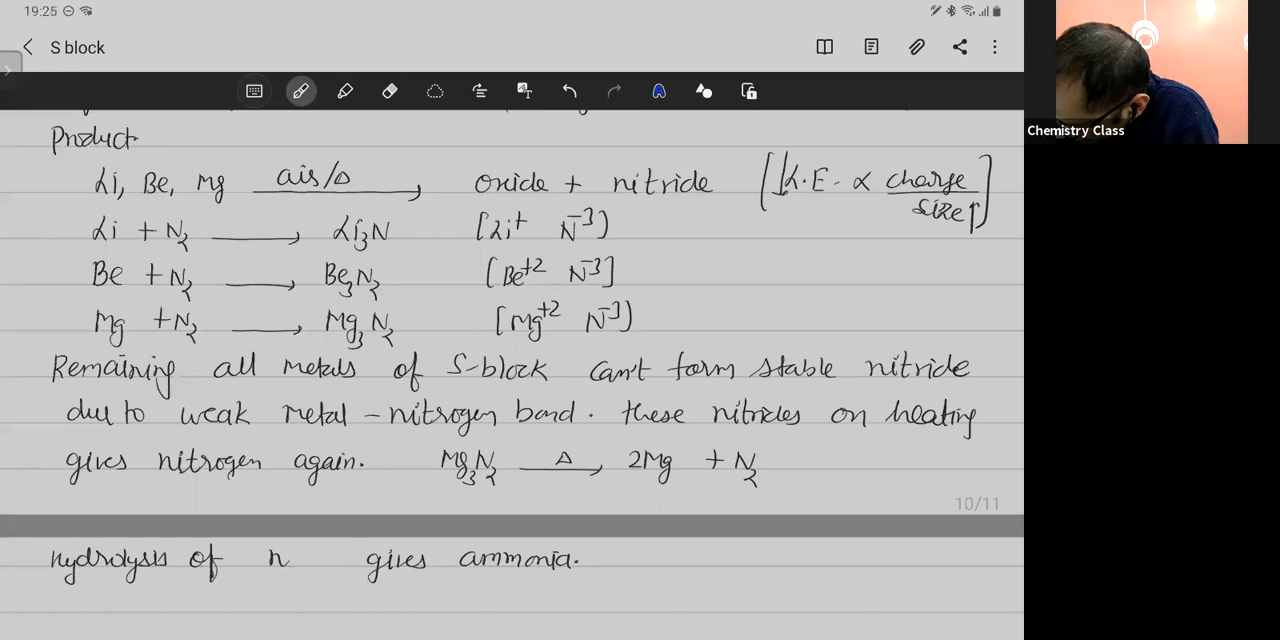 19:25
S block
Chemistry Class
Product
Li, Be, Mg air/Δ → oxide + nitride [L.E. ∝ charge/size↑]
Li + N₂ → Li₃N [Li⁺ N⁻³]
Be + N₂ → Be₃N₂ [Be⁺² N⁻³]
Mg + N₂ → Mg₃N₂ [Mg⁺² N⁻³]
Remaining all metals of S-block can't form stable nitride
due to weak metal - nitrogen bond. these nitrides on heating
gives nitrogen again. Mg₃N₂ Δ → 2Mg + N₂
10/11
hydrolysis of n gives ammonia.